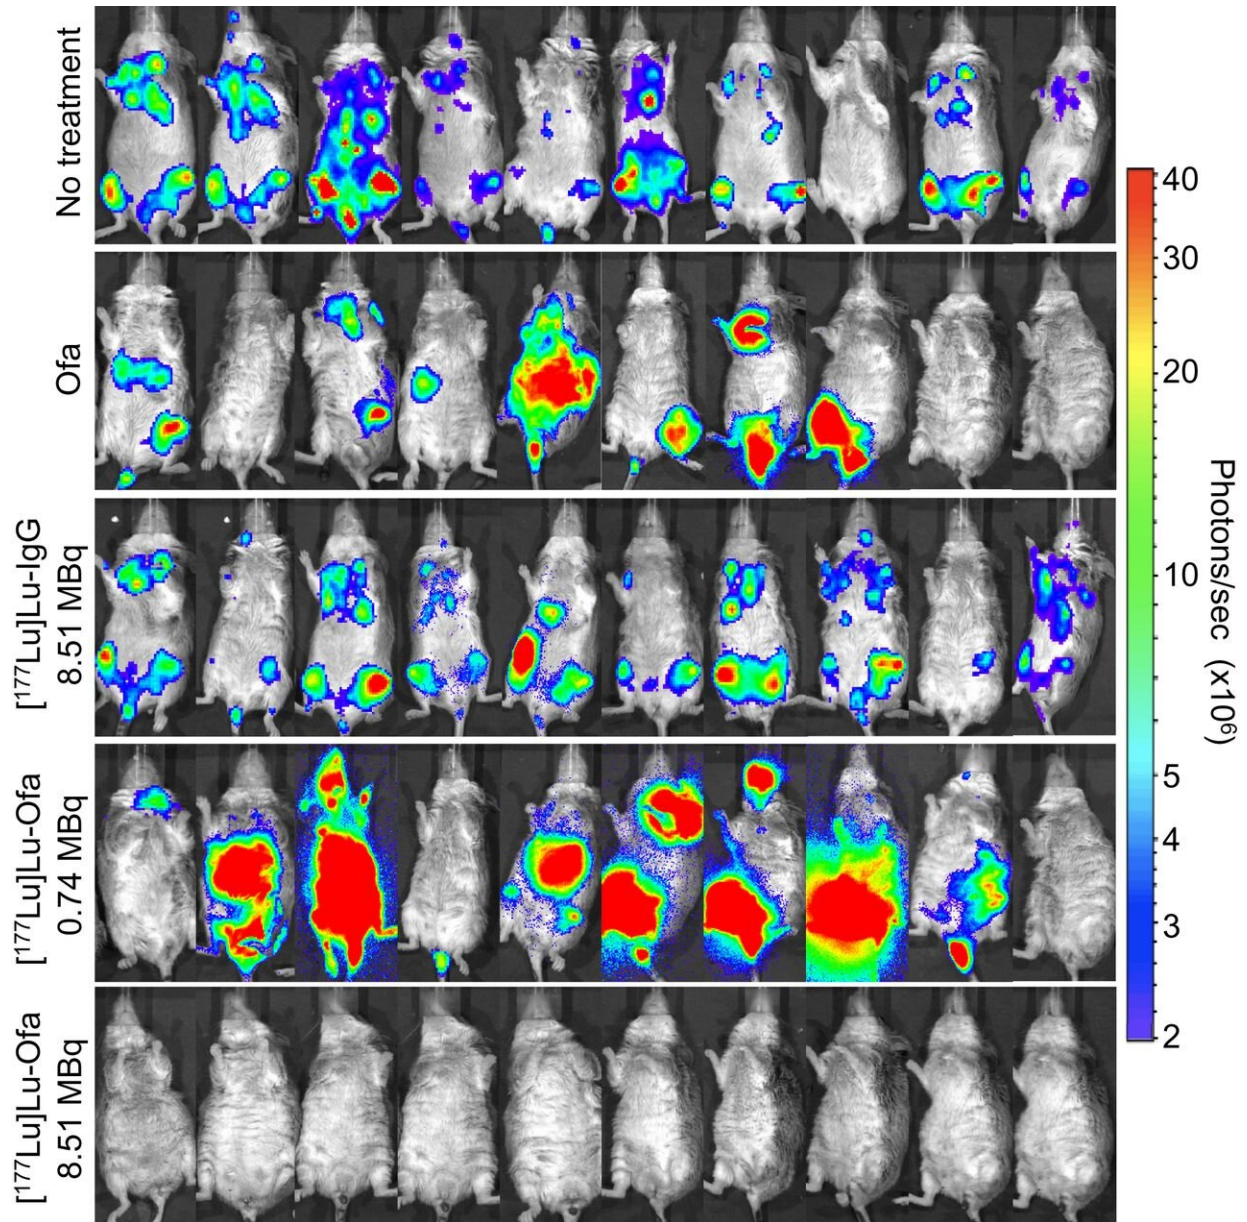 No treatment
Ofa
[¹⁷⁷Lu]Lu-IgG
8.51 MBq
[¹⁷⁷Lu]Lu-Ofa
0.74 MBq
[¹⁷⁷Lu]Lu-Ofa
8.51 MBq
40
30
20
10
5
4
3
2
Photons/sec (x10⁶)